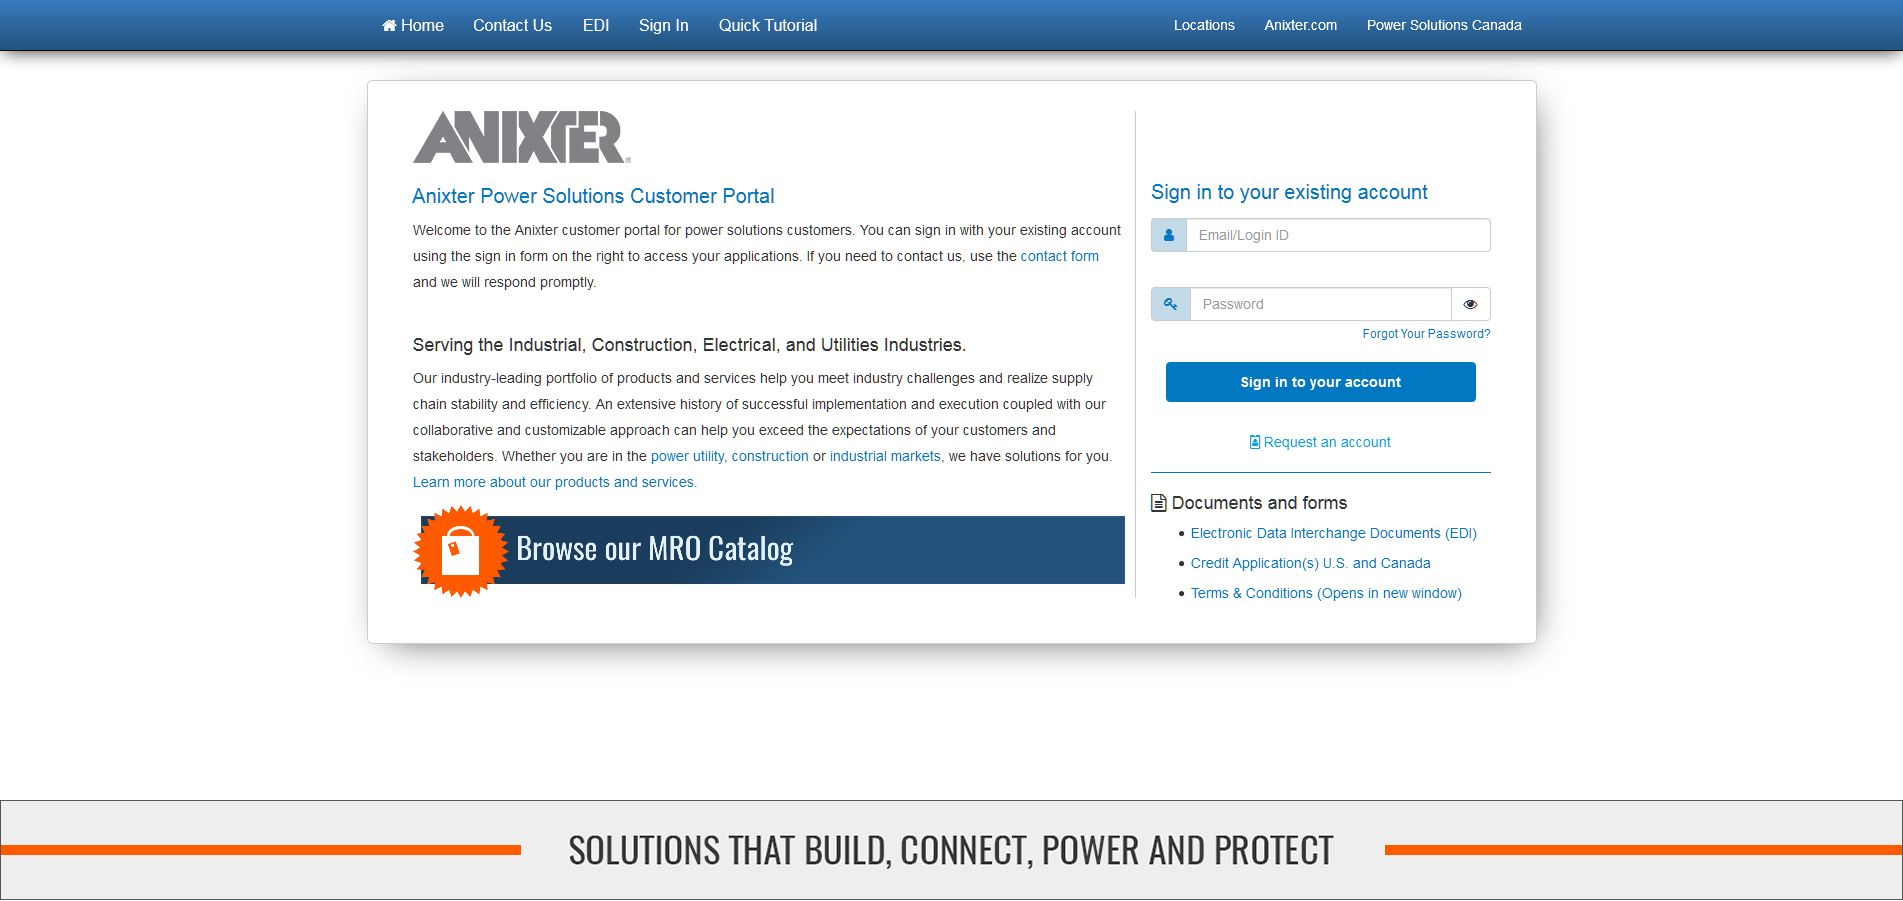 Home Contact Us EDI Sign In Quick Tutorial Locations Anixter.com Power Solutions Canada
ANIXTER®
Anixter Power Solutions Customer Portal
Welcome to the Anixter customer portal for power solutions customers. You can sign in with your existing account
using the sign in form on the right to access your applications. If you need to contact us, use the contact form
and we will respond promptly.
Serving the Industrial, Construction, Electrical, and Utilities Industries.
Our industry-leading portfolio of products and services help you meet industry challenges and realize supply
chain stability and efficiency. An extensive history of successful implementation and execution coupled with our
collaborative and customizable approach can help you exceed the expectations of your customers and
stakeholders. Whether you are in the power utility, construction or industrial markets, we have solutions for you.
Learn more about our products and services.
Browse our MRO Catalog
Sign in to your existing account
Email/Login ID
Password
Forgot Your Password?
Sign in to your account
Request an account
Documents and forms
Electronic Data Interchange Documents (EDI)
Credit Application(s) U.S. and Canada
Terms & Conditions (Opens in new window)
SOLUTIONS THAT BUILD, CONNECT, POWER AND PROTECT